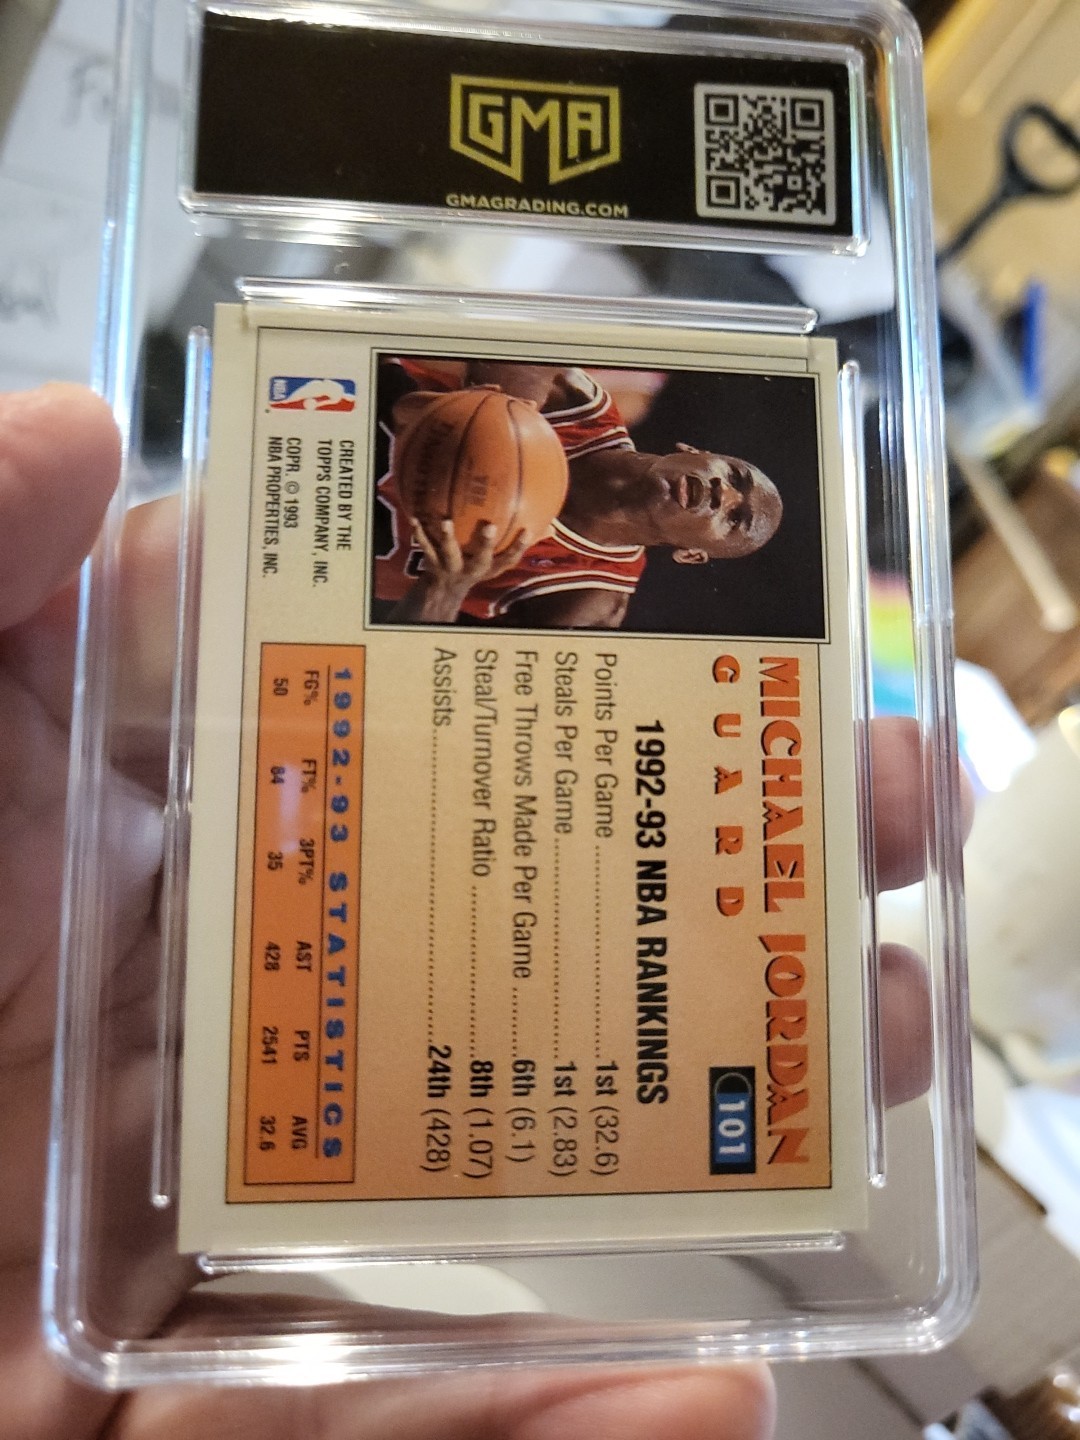 GMA
GMAGRADING.COM
MICHAEL JORDAN
GUARD
101
1992-93 NBA RANKINGS
Points Per Game ..................1st (32.6)
Steals Per Game..................1st (2.83)
Free Throws Made Per Game .......6th (6.1)
Steal/Turnover Ratio ..................8th (1.07)
Assists..................24th (428)
1992-93 STATISTICS
FG% FT% 3PT% AST PTS AVG
50 84 35 428 2541 32.6
NBA
CREATED BY THE
TOPPS COMPANY, INC.
COPR. © 1993
NBA PROPERTIES, INC.